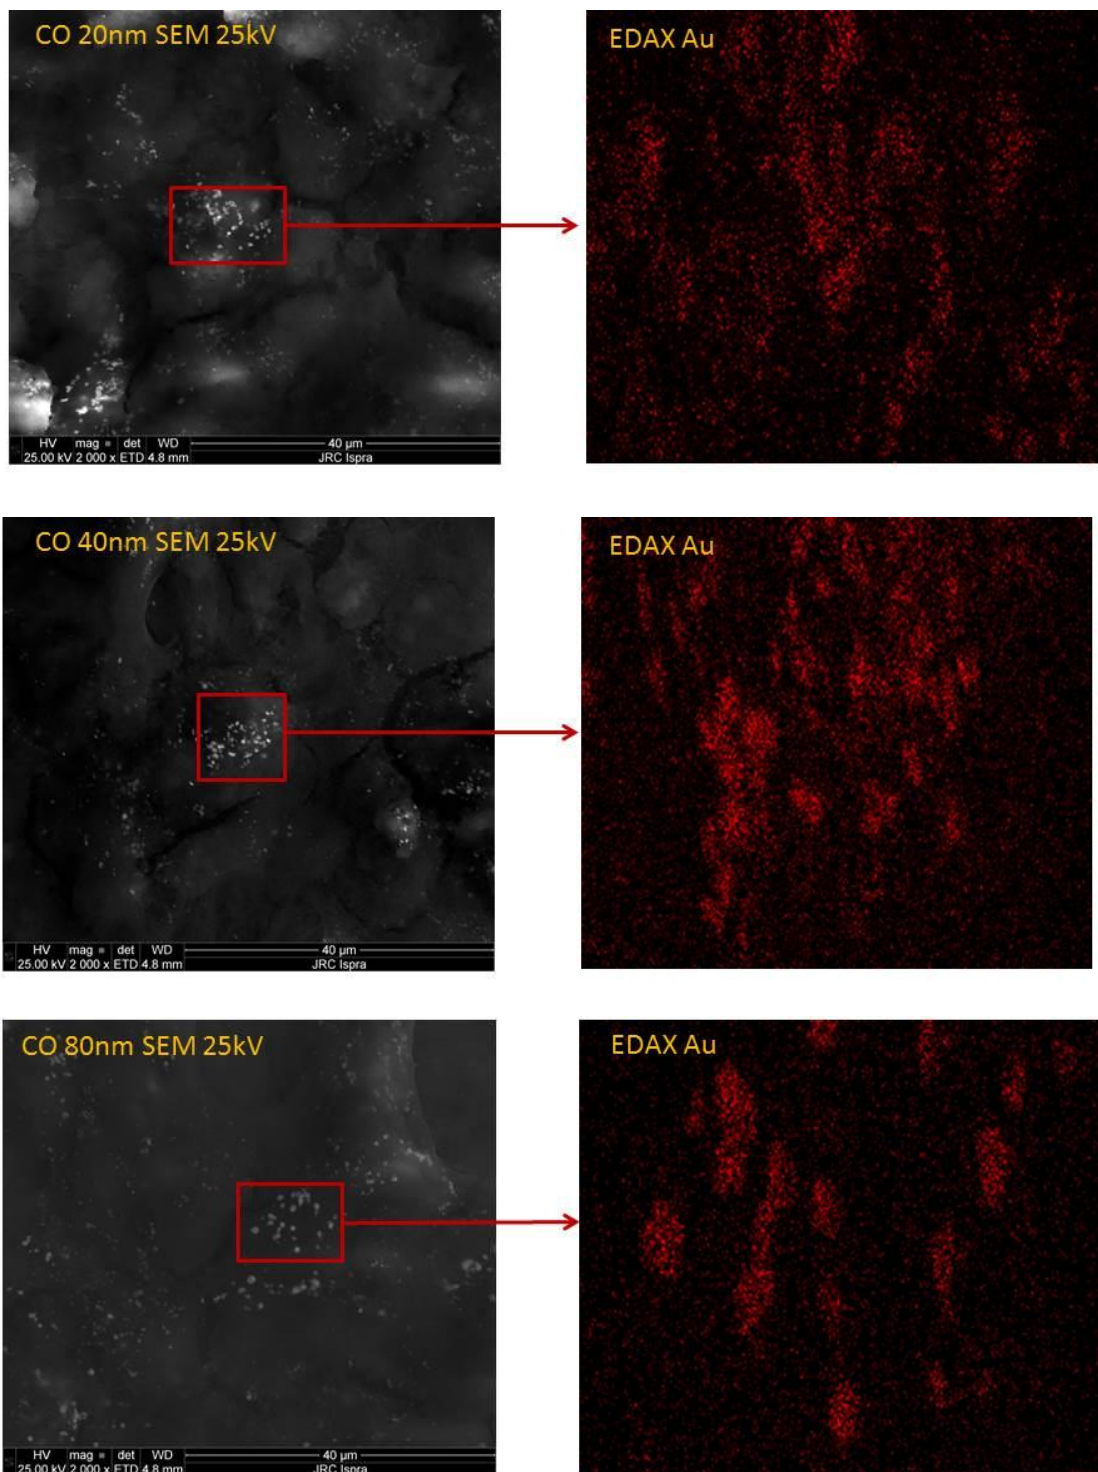 CO 20nm SEM 25kV
EDAX Au
HV mag det WD 40 µm
25.00 kV 2 000 x ETD 4.8 mm JRC Ispra
CO 40nm SEM 25kV
EDAX Au
HV mag det WD 40 µm
25.00 kV 2 000 x ETD 4.8 mm JRC Ispra
CO 80nm SEM 25kV
EDAX Au
HV mag det WD 40 µm
25.00 kV 2 000 x ETD 4.8 mm JRC Ispra